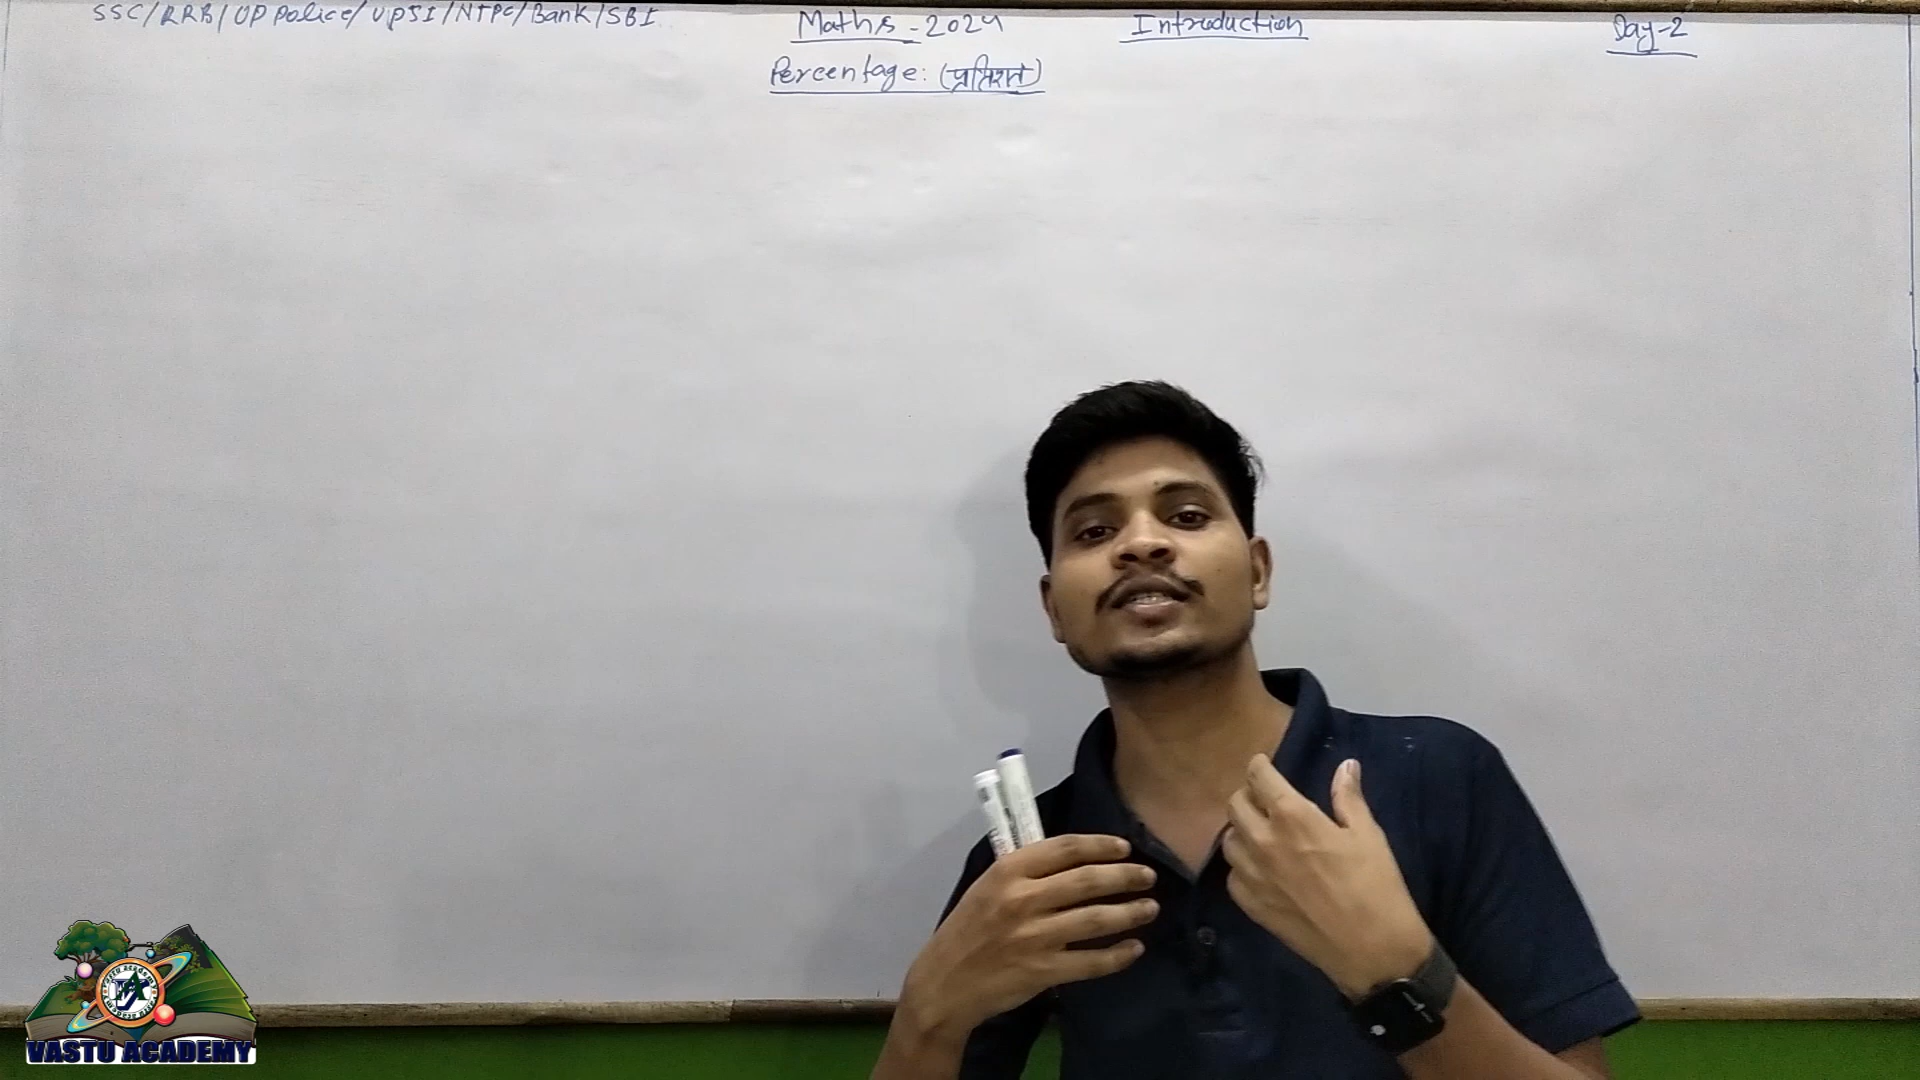 SSC/RRB/UP Police/UPSI/NTPC/Bank/SBI Maths-2024 Introduction Day-2
Percentage: (प्रतिशत)
VASTU ACADEMY